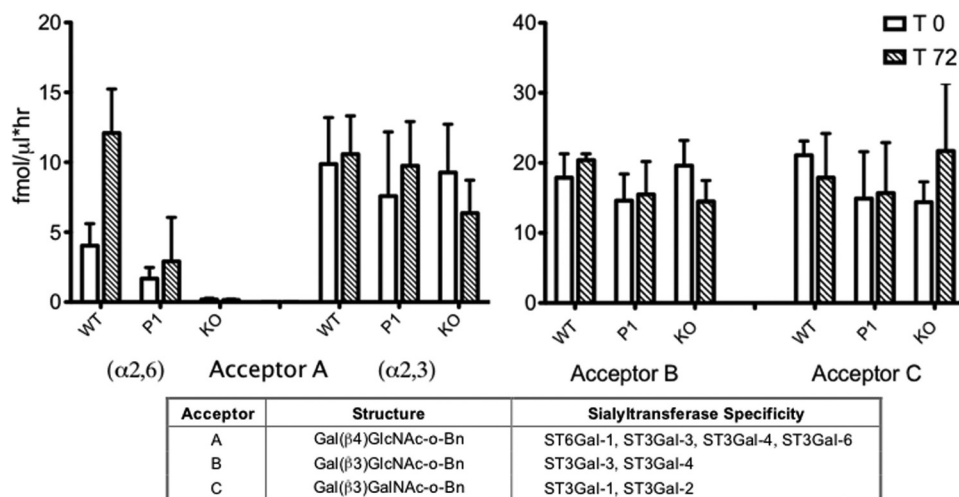 20
15
10
5
0
fmol/µl*hr
WT
P1
KO
WT
P1
KO
(α2,6)
Acceptor A
(α2,3)
40
30
20
10
0
WT
P1
KO
WT
P1
KO
Acceptor B
Acceptor C
T 0
T 72
Acceptor Structure Sialyltransferase Specificity
A Gal(β4)GlcNAc-o-Bn ST6Gal-1, ST3Gal-3, ST3Gal-4, ST3Gal-6
B Gal(β3)GlcNAc-o-Bn ST3Gal-3, ST3Gal-4
C Gal(β3)GalNAc-o-Bn ST3Gal-1, ST3Gal-2